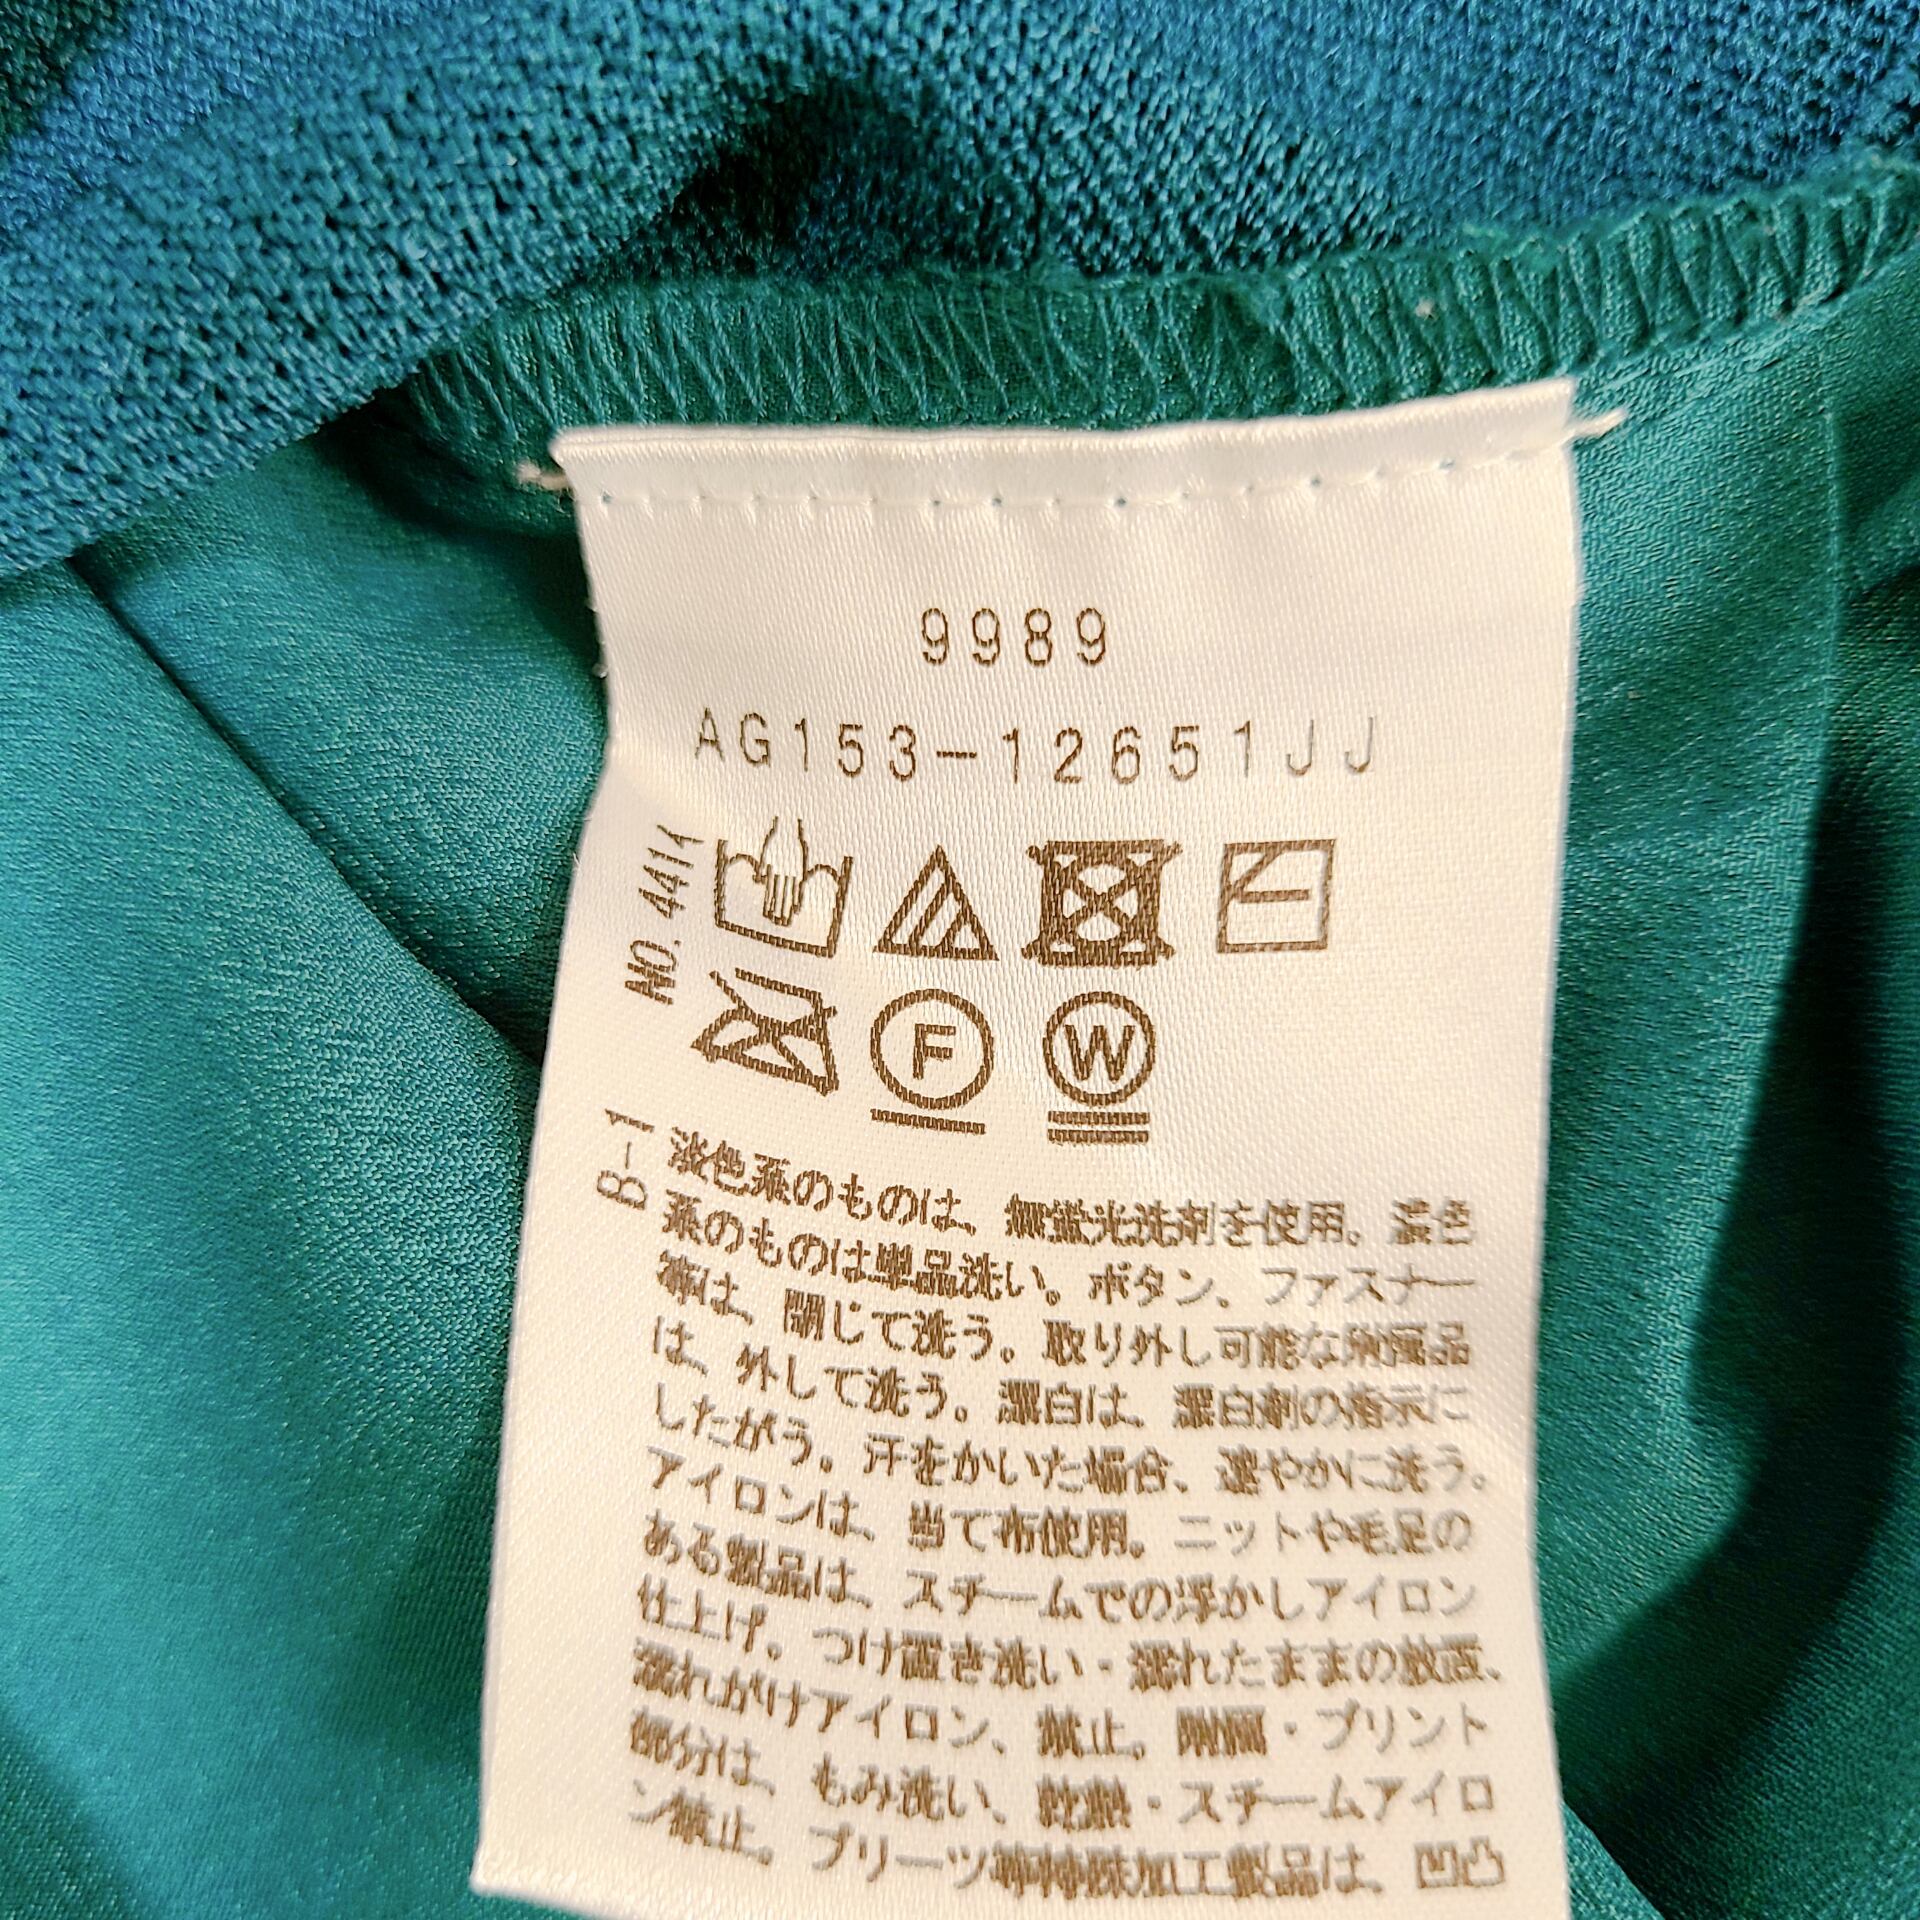 9989
AG153-12651JJ
NO. 4414
F
W
B-1
淡色系のものは、無蛍光洗剤を使用。濃色
系のものは単品洗い。ボタン、ファスナー
等は、閉じて洗う。取り外し可能な附属品
は、外して洗う。漂白は、漂白剤の指示に
したがう。汗をかいた場合、速やかに洗う。
アイロンは、当て布使用。ニットや毛足の
ある製品は、スチームでの浮かしアイロン
仕上げ。つけ置き洗い・濡れたままの放置、
濡れがけアイロン、禁止。附属・プリント
部分は、もみ洗い、乾熱・スチームアイロ
ン禁止。プリーツ等特殊加工製品は、凹凸